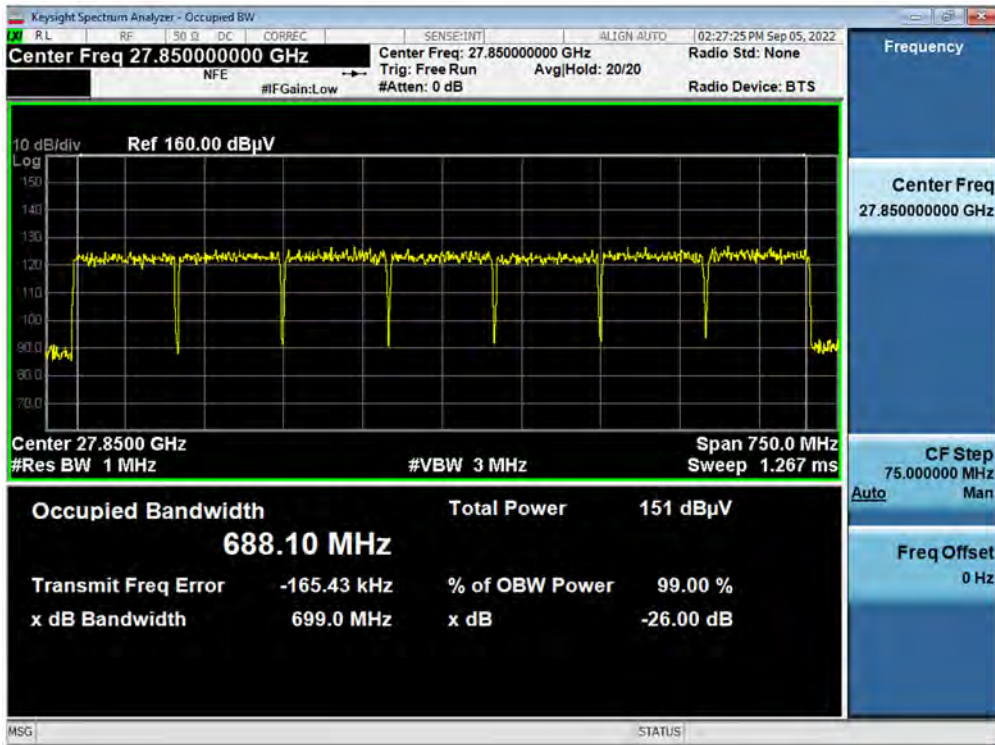 Keysight Spectrum Analyzer - Occupied BW
LXI RL RF 50 Ω DC CORREC SENSE:INT ALIGN AUTO 02:27:25 PM Sep 05, 2022
Center Freq 27.850000000 GHz
Center Freq: 27.850000000 GHz Radio Std: None
NFE Trig: Free Run Avg|Hold: 20/20
#IFGain:Low #Atten: 0 dB Radio Device: BTS
10 dB/div Ref 160.00 dBµV
Log
150
140
130
120
110
100
90.0
80.0
70.0
Center 27.8500 GHz Span 750.0 MHz
#Res BW 1 MHz #VBW 3 MHz Sweep 1.267 ms
Occupied Bandwidth Total Power 151 dBµV
688.10 MHz
Transmit Freq Error -165.43 kHz % of OBW Power 99.00 %
x dB Bandwidth 699.0 MHz x dB -26.00 dB
Frequency
Center Freq
27.850000000 GHz
CF Step
75.000000 MHz
Auto Man
Freq Offset
0 Hz
MSG STATUS